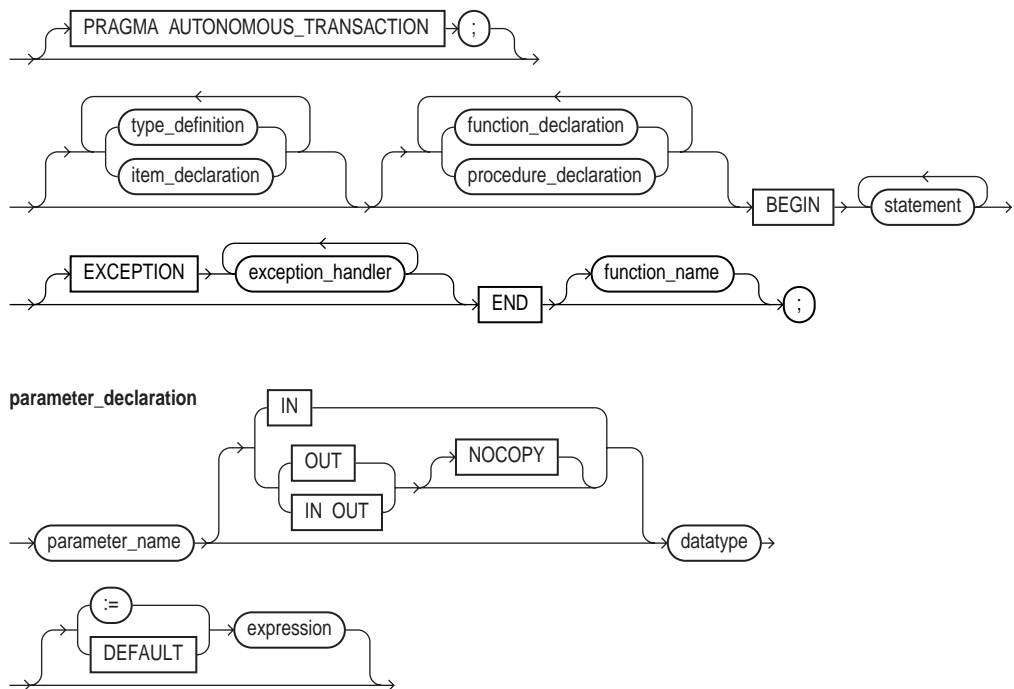 PRAGMA AUTONOMOUS_TRANSACTION ;
type_definition function_declaration
item_declaration procedure_declaration
BEGIN statement
EXCEPTION exception_handler function_name
END ;
parameter_declaration
IN
OUT NOCOPY
IN OUT
parameter_name datatype
:=
expression
DEFAULT